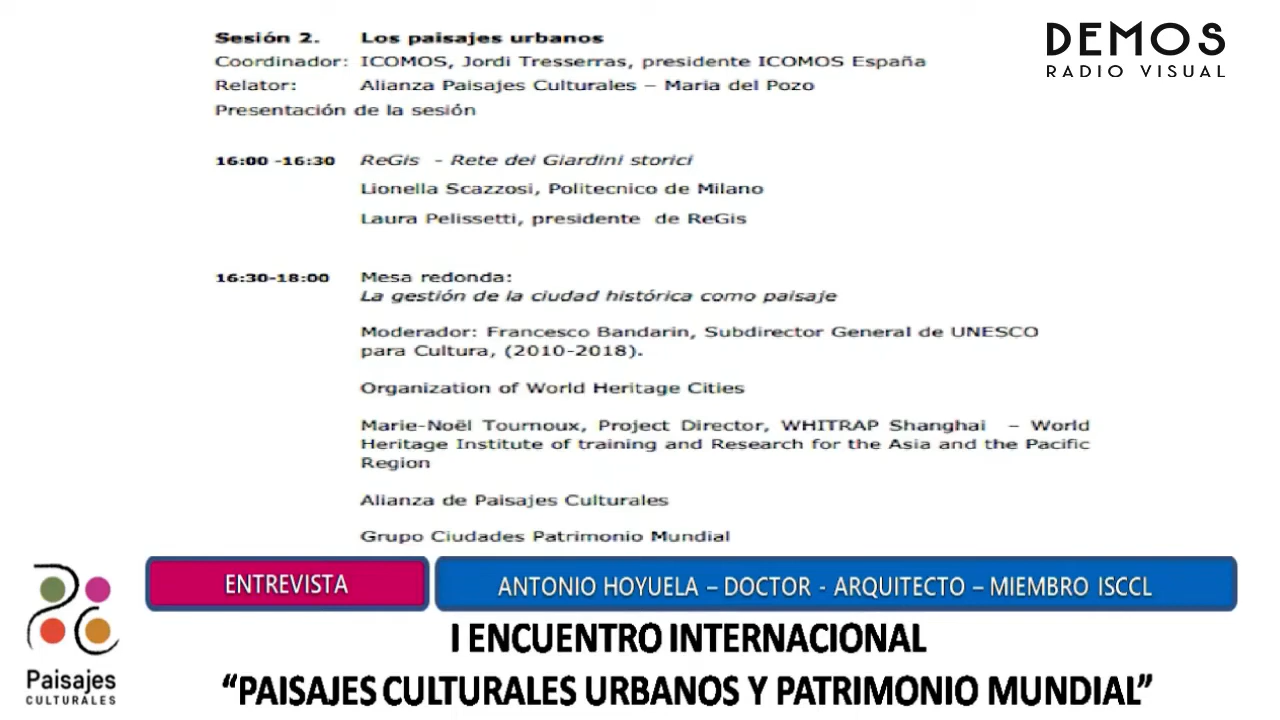 Sesión 2. Los paisajes urbanos
Coordinador: ICOMOS, Jordi Tresserras, presidente ICOMOS España
Relator: Alianza Paisajes Culturales – Maria del Pozo
Presentación de la sesión
16:00 -16:30 ReGis - Rete dei Giardini storici
Lionella Scazzosi, Politecnico de Milano
Laura Pelissetti, presidente de ReGis
16:30-18:00 Mesa redonda:
La gestión de la ciudad histórica como paisaje
Moderador: Francesco Bandarin, Subdirector General de UNESCO
para Cultura, (2010-2018).
Organization of World Heritage Cities
Marie-Noël Tournoux, Project Director, WHITRAP Shanghai – World
Heritage Institute of training and Research for the Asia and the Pacific
Region
Alianza de Paisajes Culturales
Grupo Ciudades Patrimonio Mundial
DEMOS
RADIO VISUAL
ENTREVISTA
ANTONIO HOYUELA – DOCTOR - ARQUITECTO – MIEMBRO ISCCL
I ENCUENTRO INTERNACIONAL
“PAISAJES CULTURALES URBANOS Y PATRIMONIO MUNDIAL”
Paisajes
CULTURALES